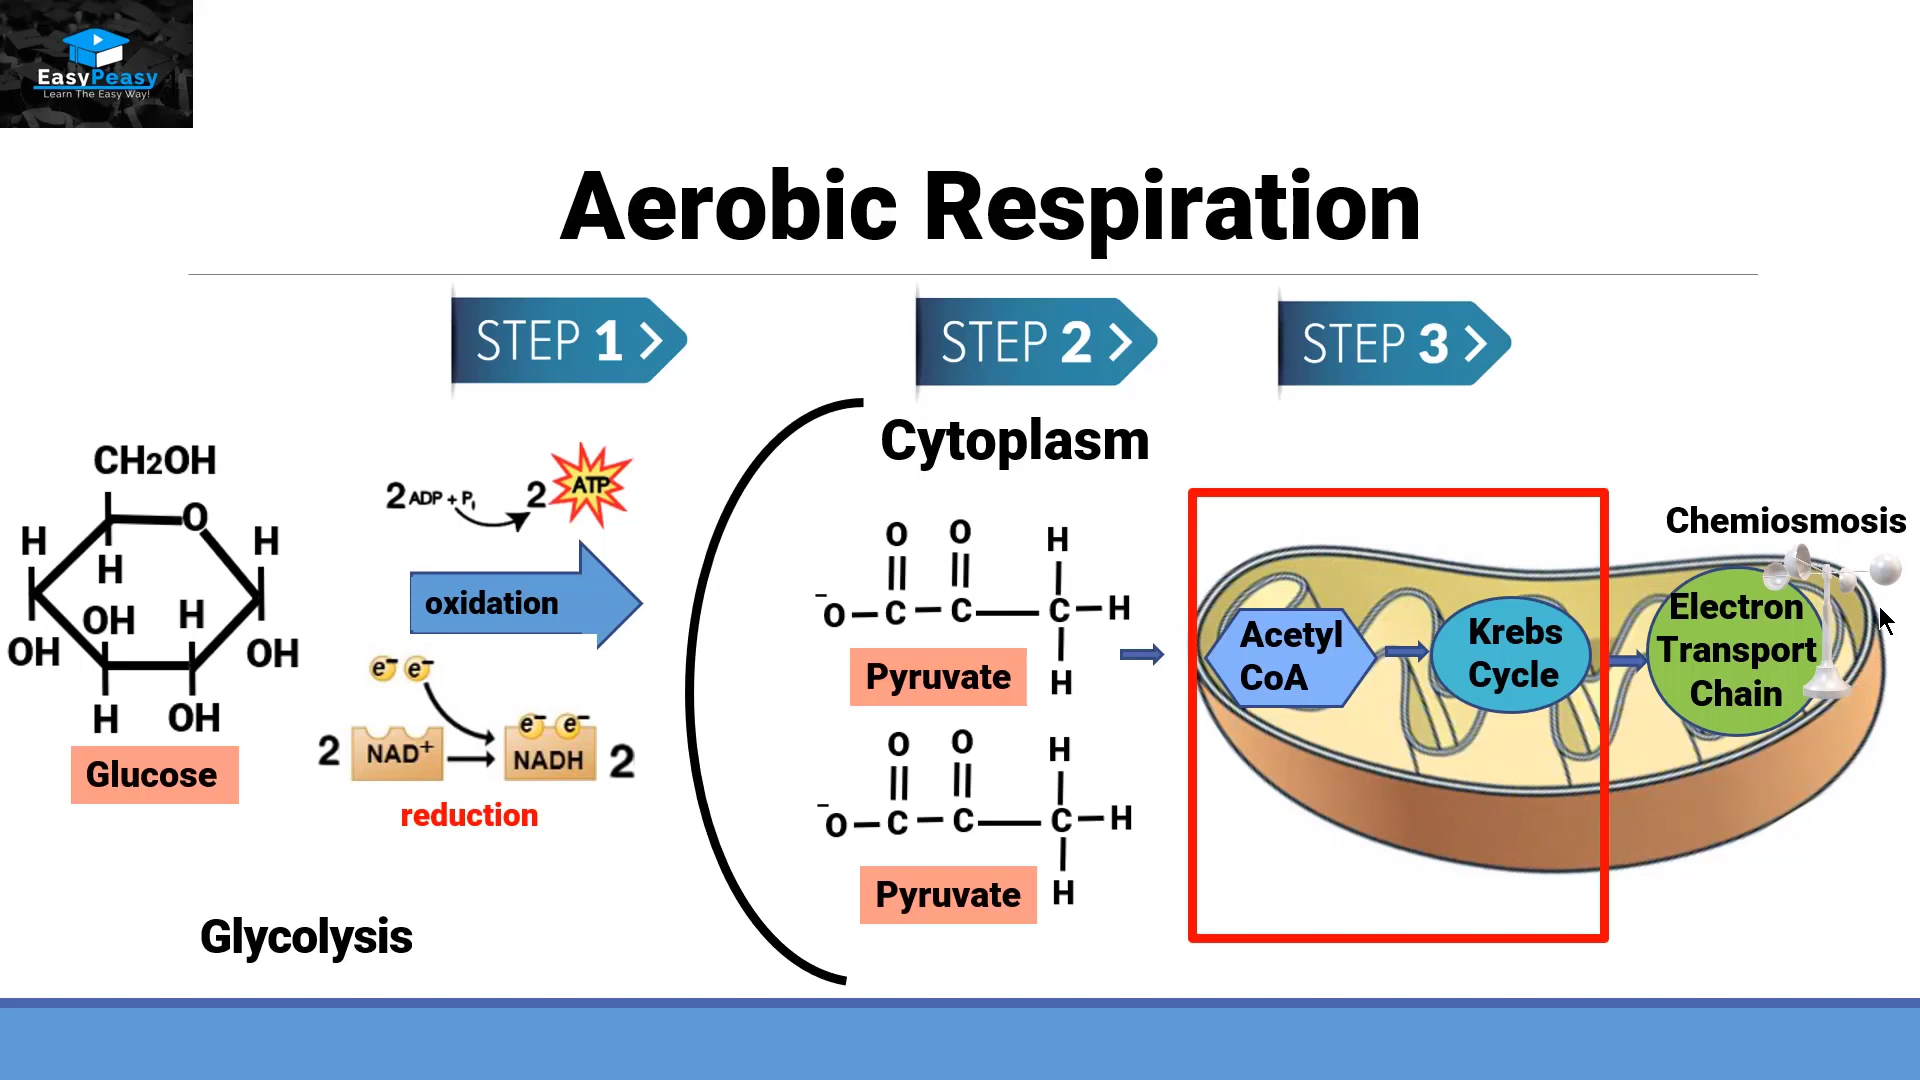 EasyPeasy
Learn The Easy Way!
Aerobic Respiration
STEP 1
STEP 2
STEP 3
CH2OH
O
H
H
H
OH
H
OH
OH
H
OH
Glucose
2 ADP + Pi
2 ATP
oxidation
e⁻ e⁻
2 NAD+
e⁻ e⁻
NADH 2
reduction
Glycolysis
Cytoplasm
O O H
⁻O C C C H
H
Pyruvate
O O H
⁻O C C C H
H
Pyruvate
Acetyl
CoA
Krebs
Cycle
Chemiosmosis
Electron
Transport
Chain